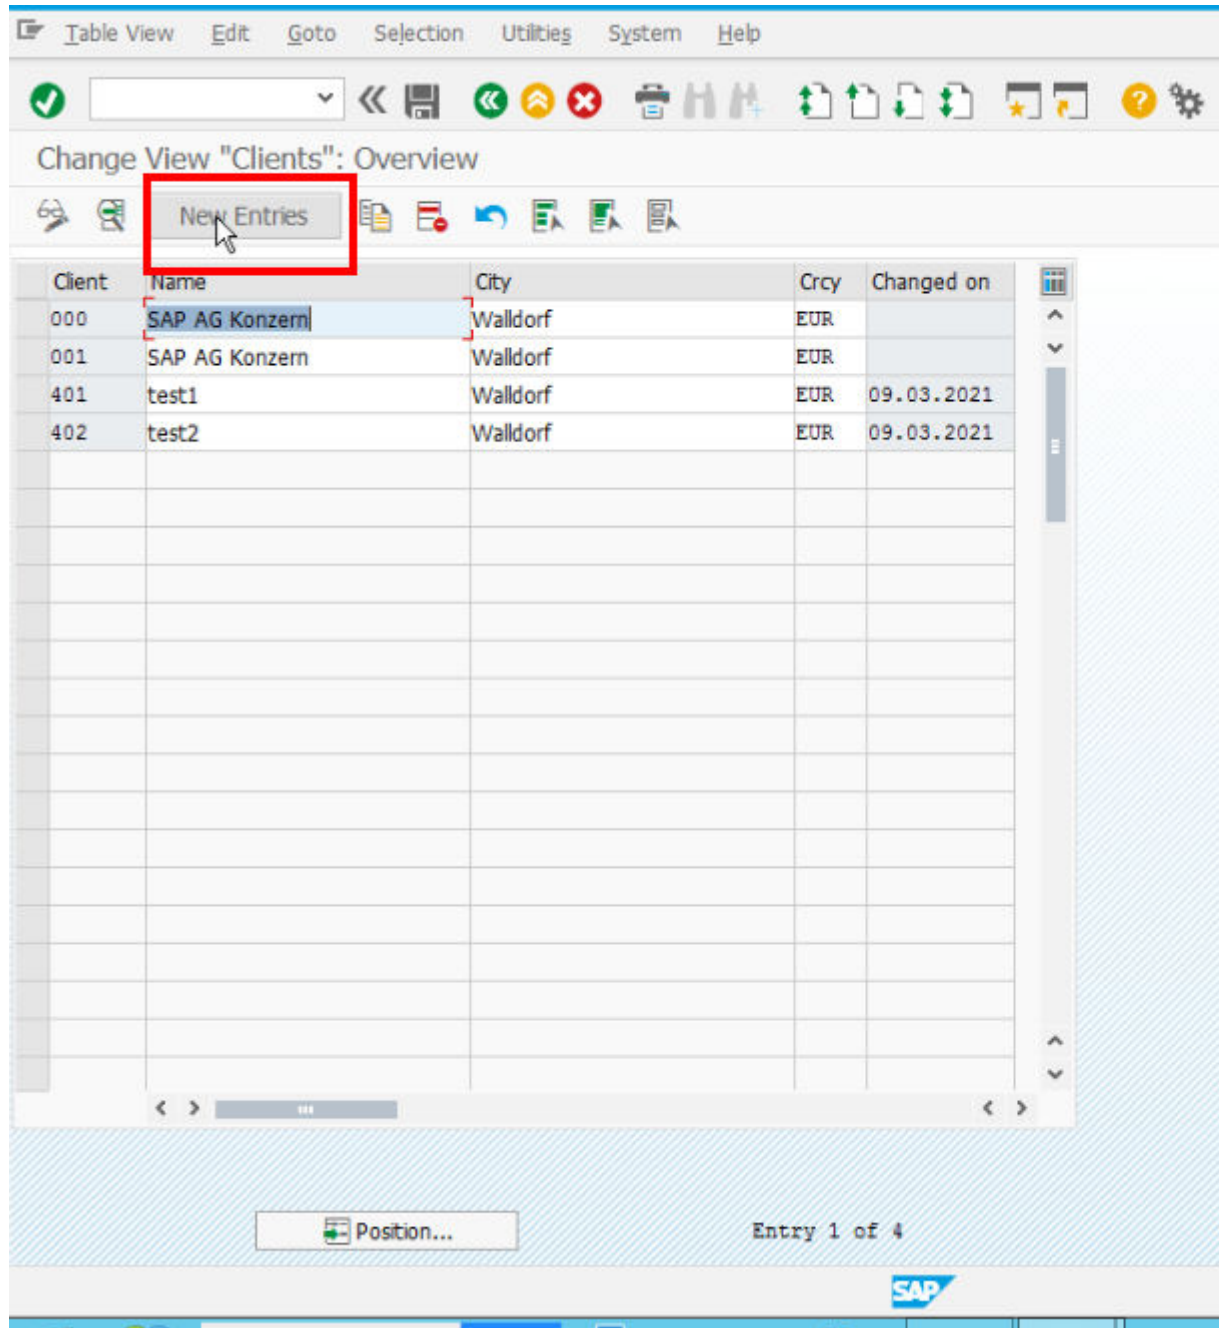 Table View Edit Goto Selection Utilities System Help
Change View "Clients": Overview
New Entries
Client Name City Crcy Changed on
000 SAP AG Konzern Walldorf EUR
001 SAP AG Konzern Walldorf EUR
401 test1 Walldorf EUR 09.03.2021
402 test2 Walldorf EUR 09.03.2021
Position... Entry 1 of 4
SAP